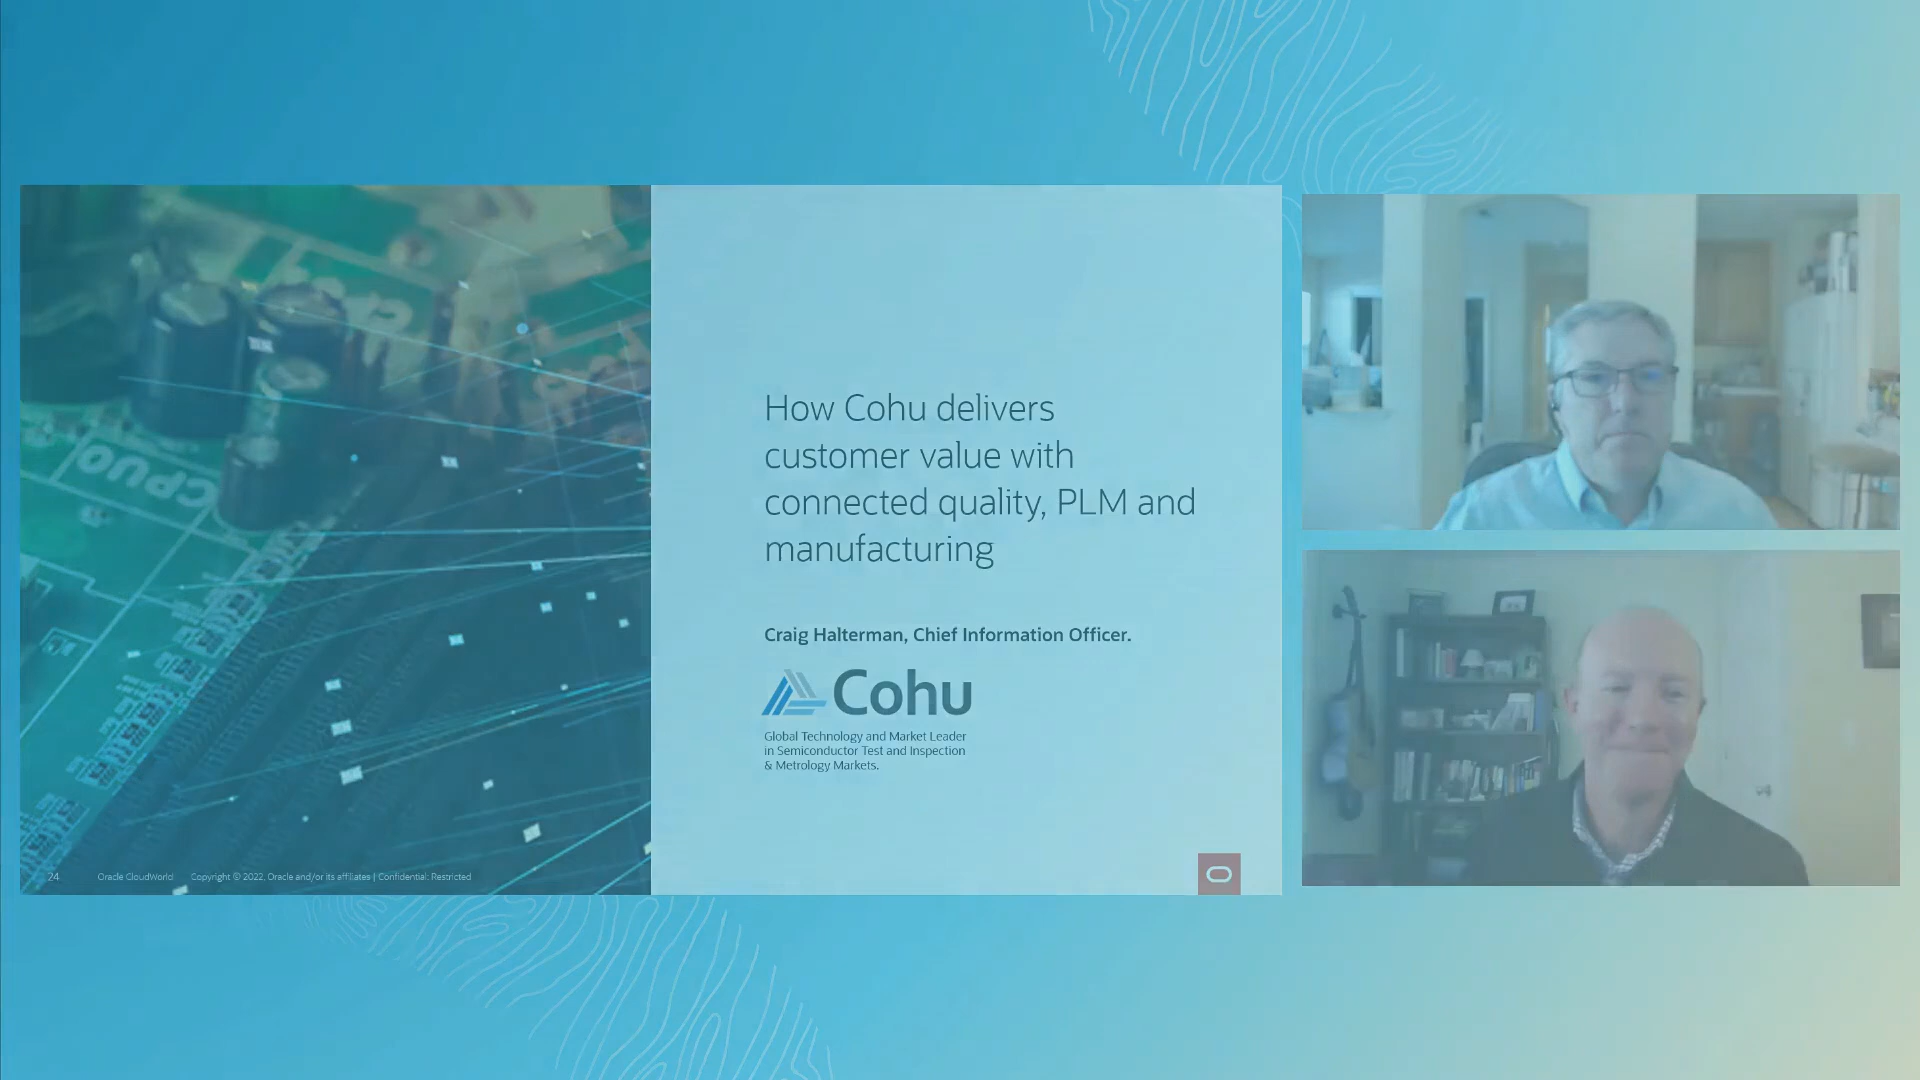 How Cohu delivers
customer value with
connected quality, PLM and
manufacturing
Craig Halterman, Chief Information Officer.
Cohu
Global Technology and Market Leader
in Semiconductor Test and Inspection
& Metrology Markets.
CPU0
24 Oracle CloudWorld Copyright © 2022, Oracle and/or its affiliates | Confidential: Restricted